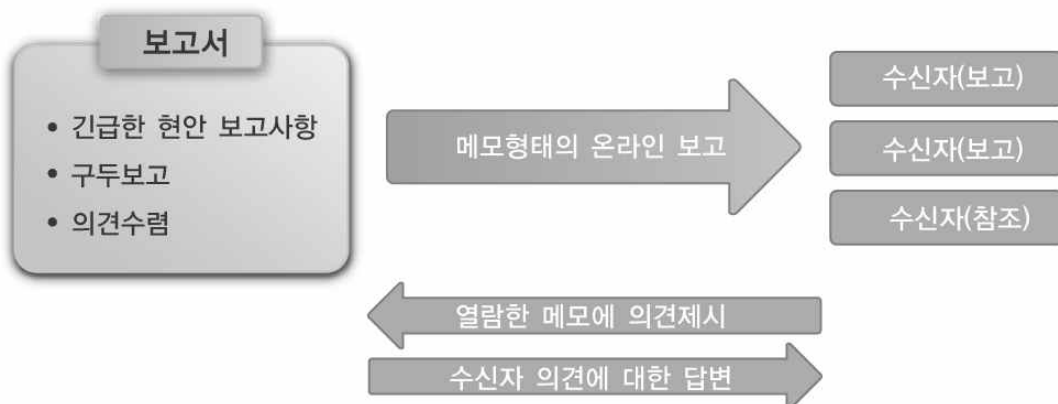 보고서
• 긴급한 현안 보고사항
• 구두보고
• 의견수렴
메모형태의 온라인 보고
수신자(보고)
수신자(보고)
수신자(참조)
열람한 메모에 의견제시
수신자 의견에 대한 답변